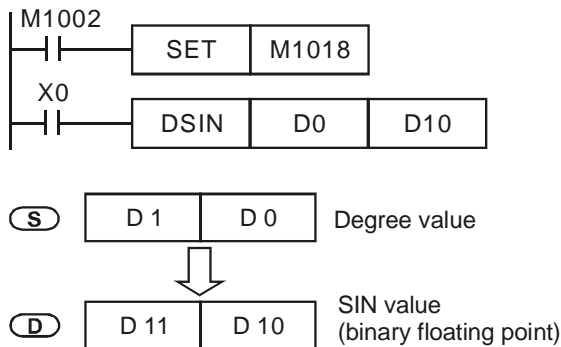 M1002
SET M1018
X0
DSIN D0 D10
S D 1 D 0 Degree value
D D 11 D 10 SIN value
(binary floating point)